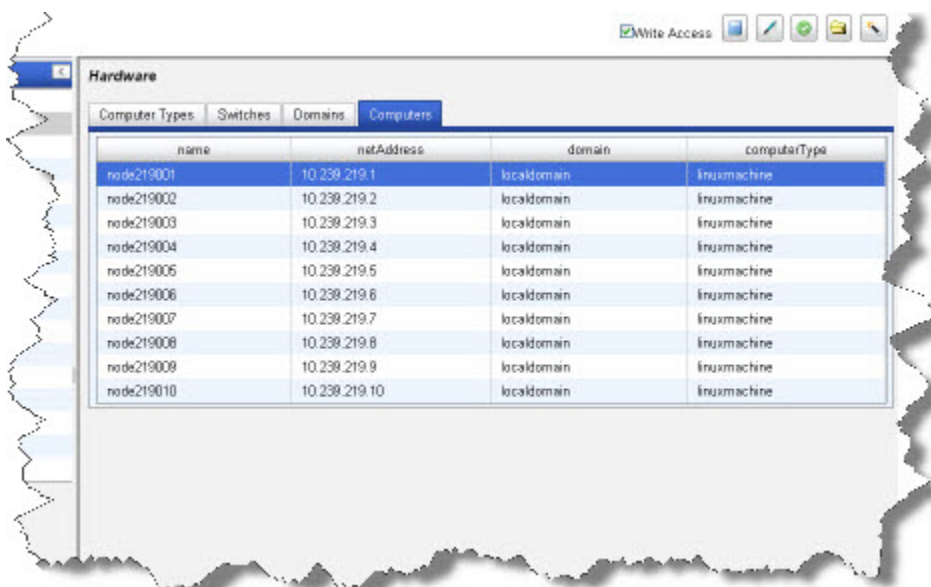 Write Access
Hardware
Computer Types Switches Domains Computers
name netAddress domain computerType
node219001 10.239.219.1 localdomain linuxmachine
node219002 10.239.219.2 localdomain linuxmachine
node219003 10.239.219.3 localdomain linuxmachine
node219004 10.239.219.4 localdomain linuxmachine
node219005 10.239.219.5 localdomain linuxmachine
node219006 10.239.219.6 localdomain linuxmachine
node219007 10.239.219.7 localdomain linuxmachine
node219008 10.239.219.8 localdomain linuxmachine
node219009 10.239.219.9 localdomain linuxmachine
node219010 10.239.219.10 localdomain linuxmachine